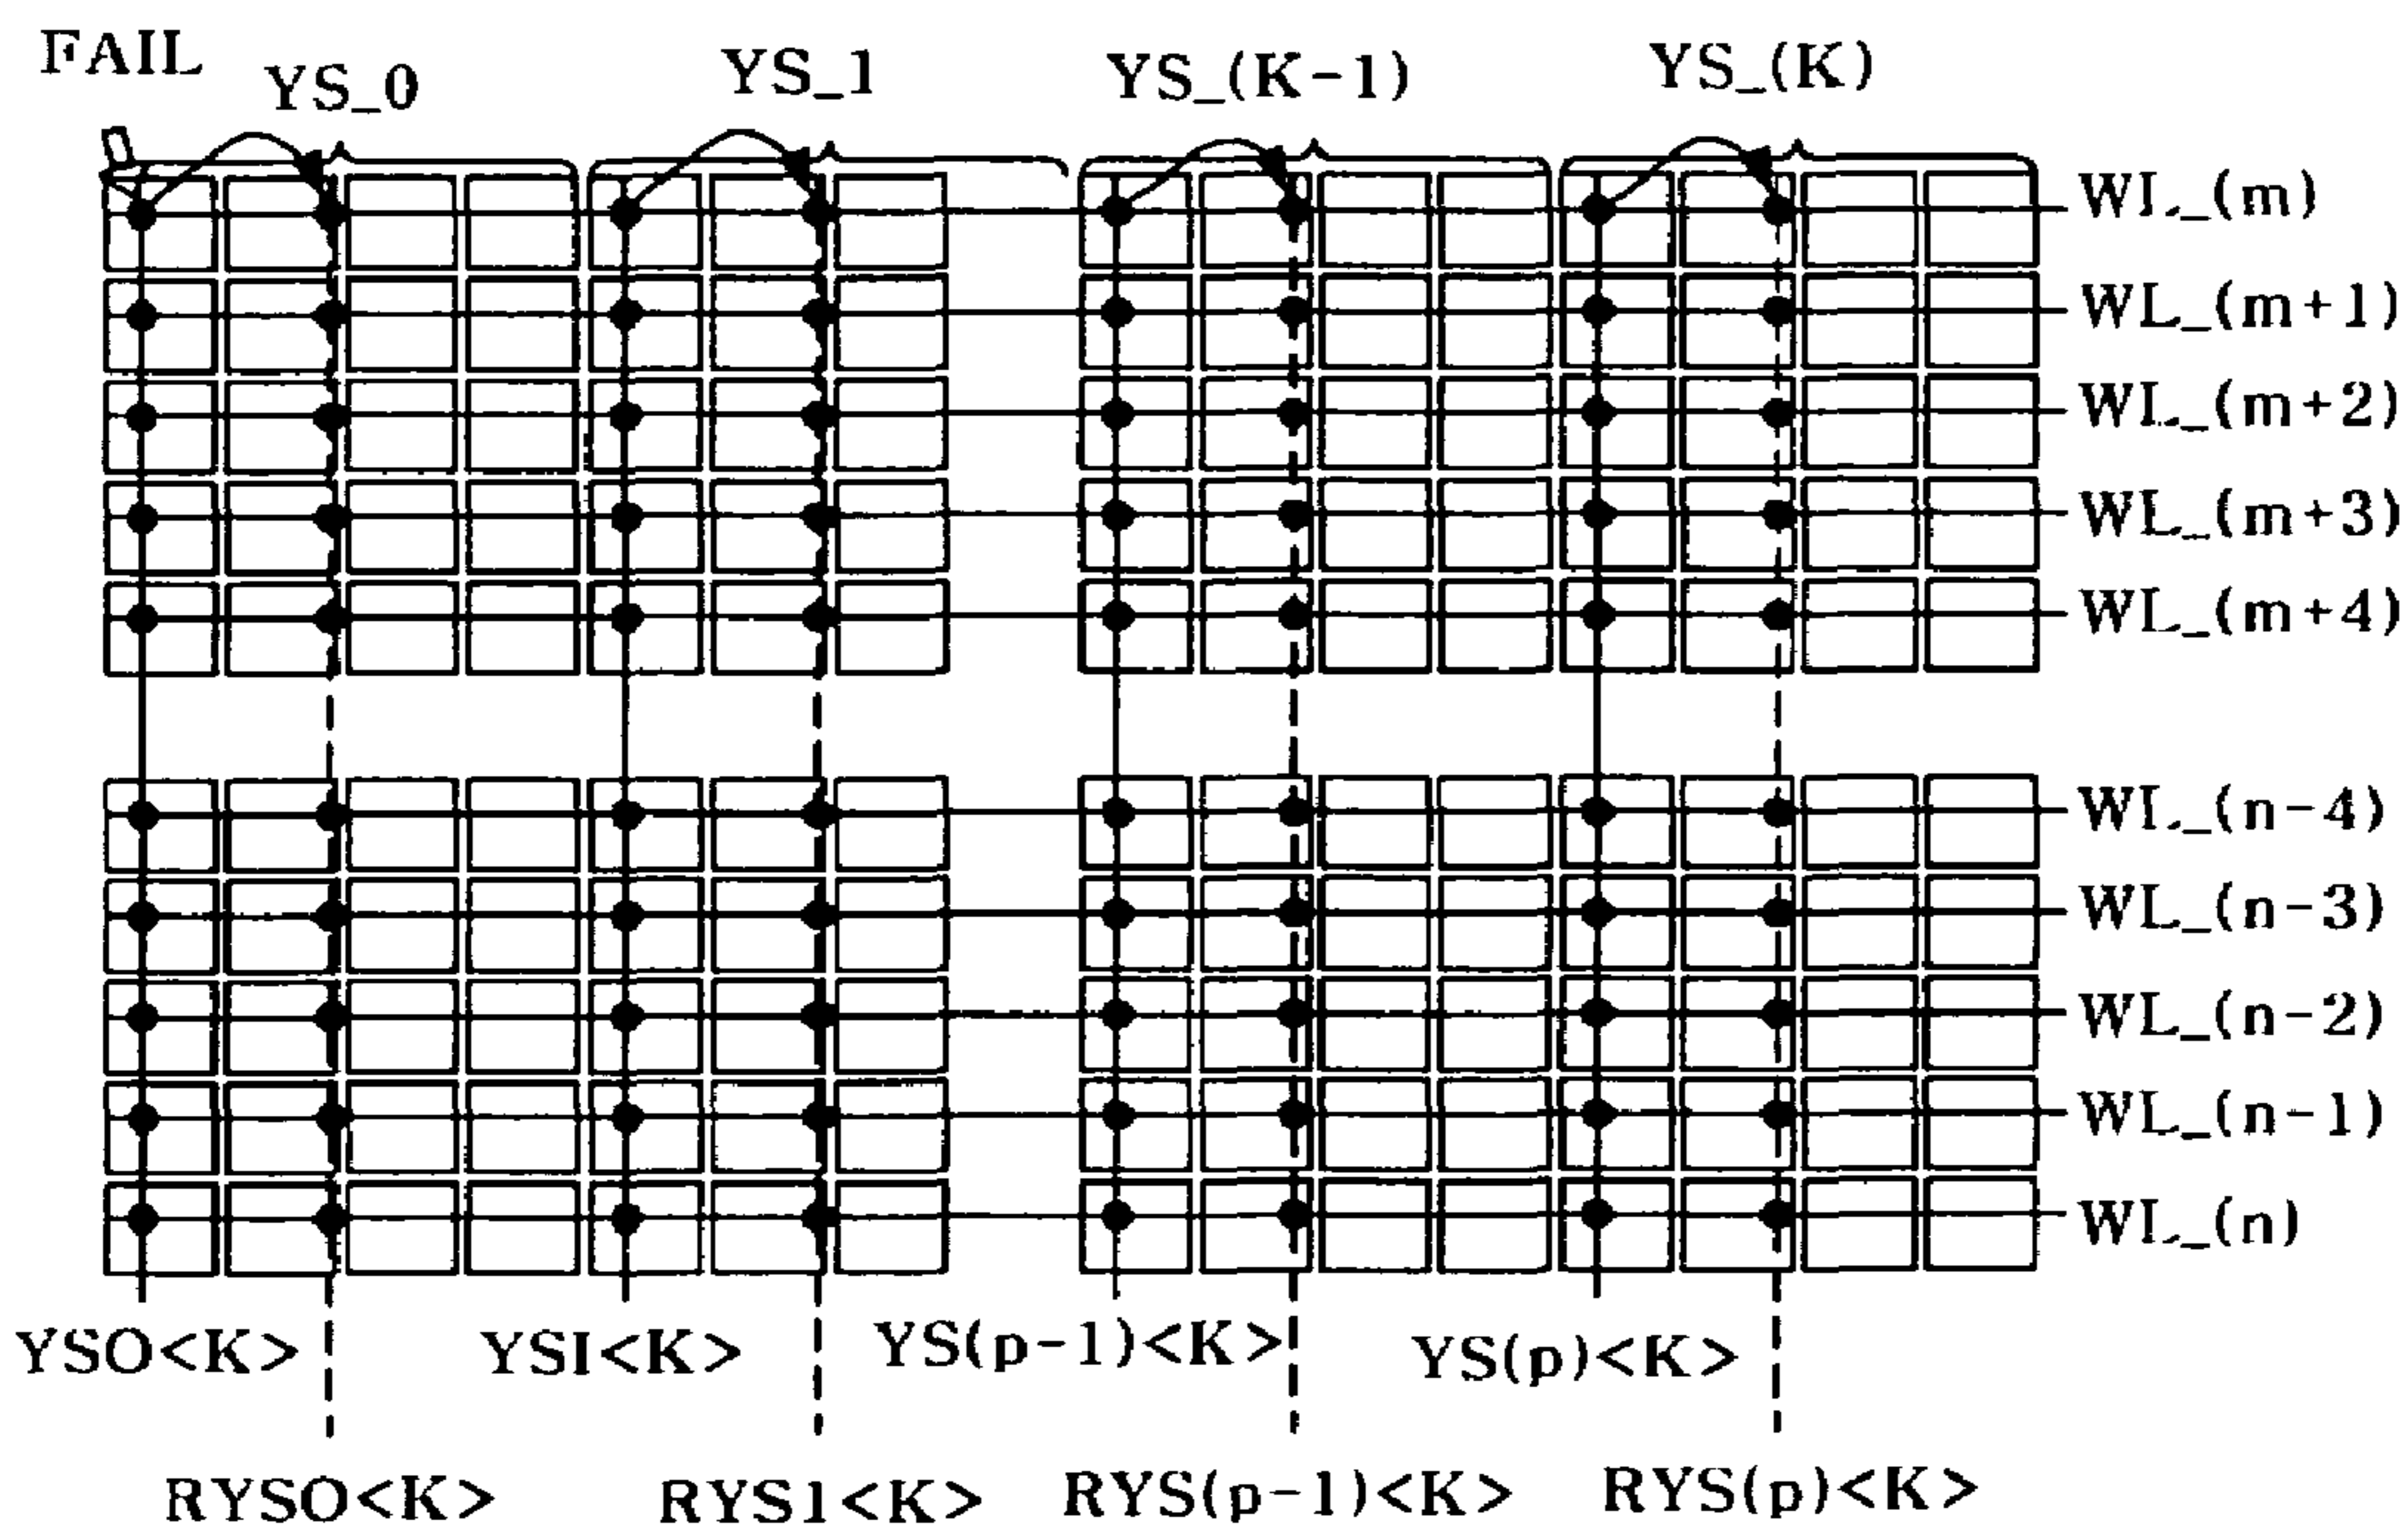 FAIL
YS_0
YS_1
YS_(K-1)
YS_(K)
WL_(m)
WL_(m+1)
WL_(m+2)
WL_(m+3)
WL_(m+4)
WL_(n-4)
WL_(n-3)
WL_(n-2)
WL_(n-1)
WL_(n)
YSO<K>
YSI<K>
YS(p-1)<K>
YS(p)<K>
RYSO<K>
RYS1<K>
RYS(p-1)<K>
RYS(p)<K>